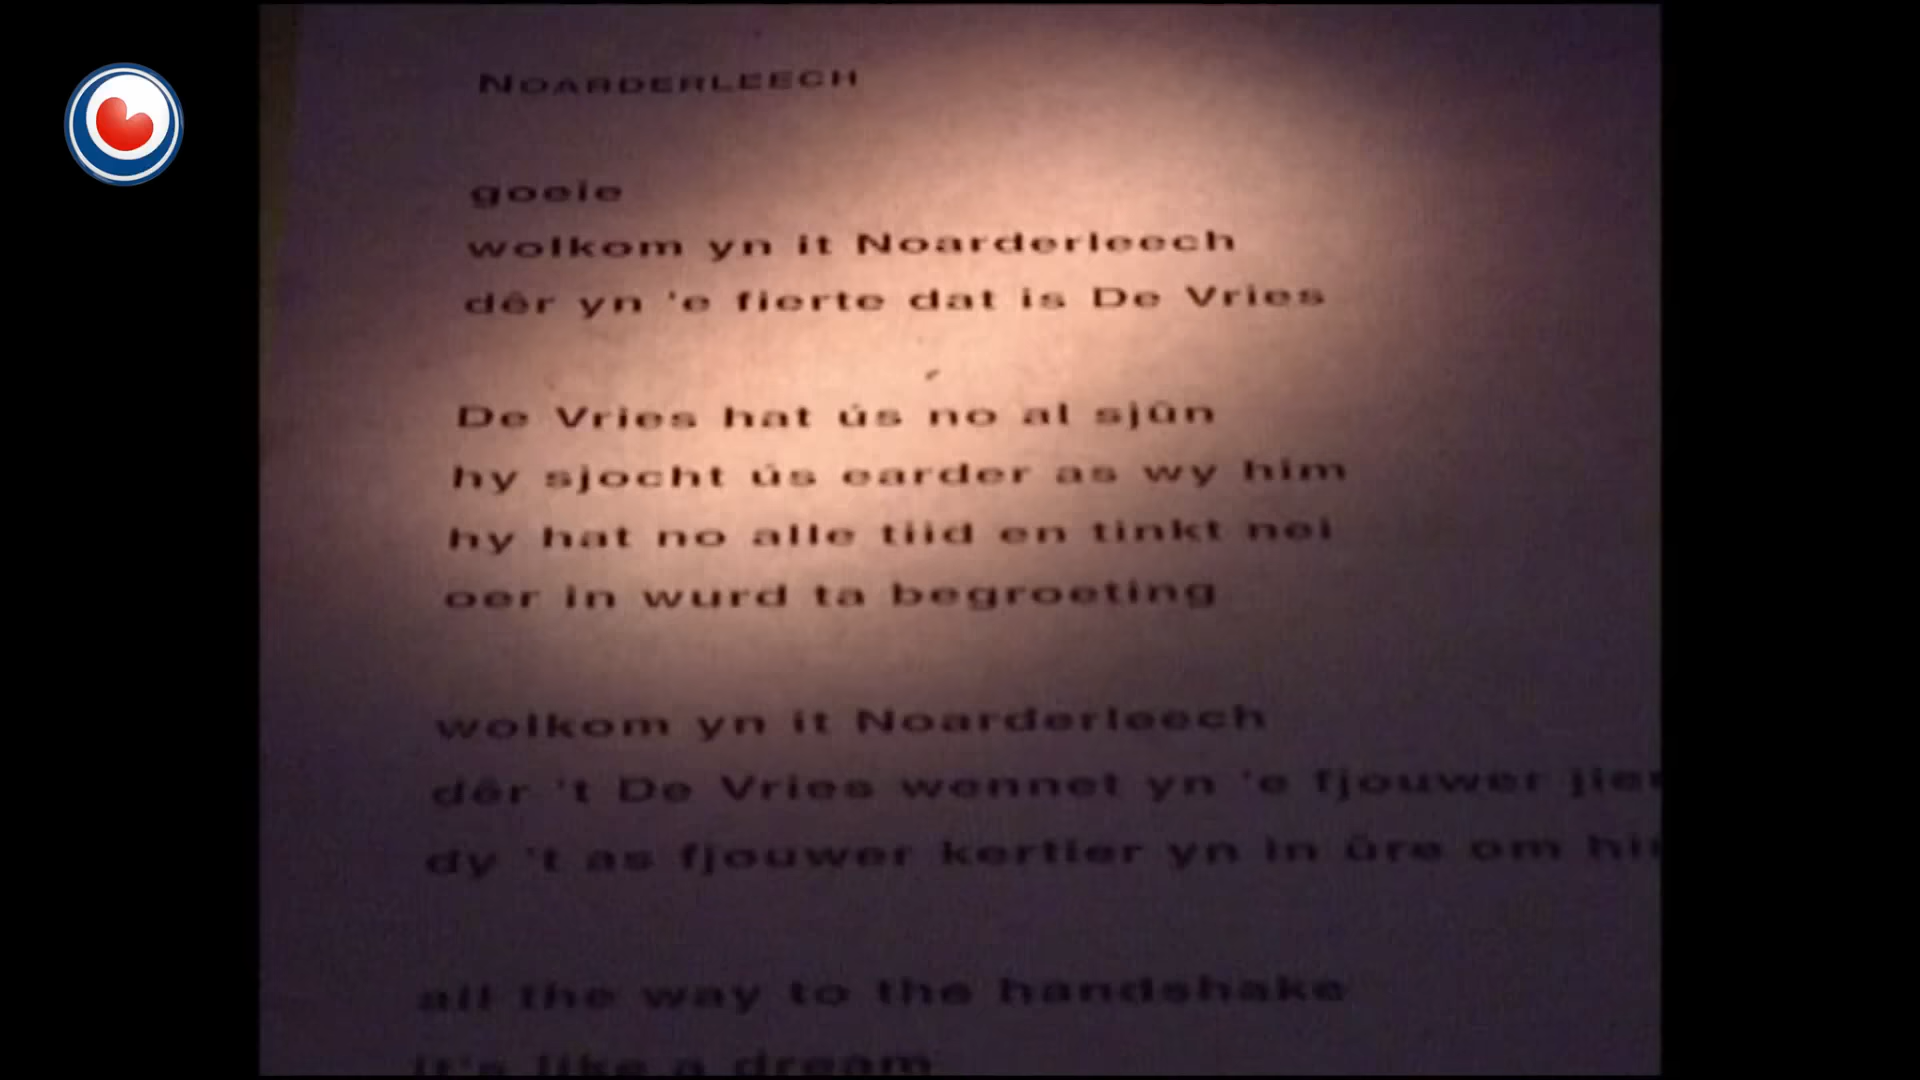 NOARDERLEECH
goeie
wolkom yn it Noarderleech
dêr yn 'e fierte dat is De Vries
De Vries hat ús no al sjûn
hy sjocht ús earder as wy him
hy hat no alle tiid en tinkt nei
oer in wurd ta begroeting
wolkom yn it Noarderleech
dêr 't De Vries wennet yn 'e fjouwer
dy 't as fjouwer kertier yn in ûre om
all the way to the handshake
it's like a dream